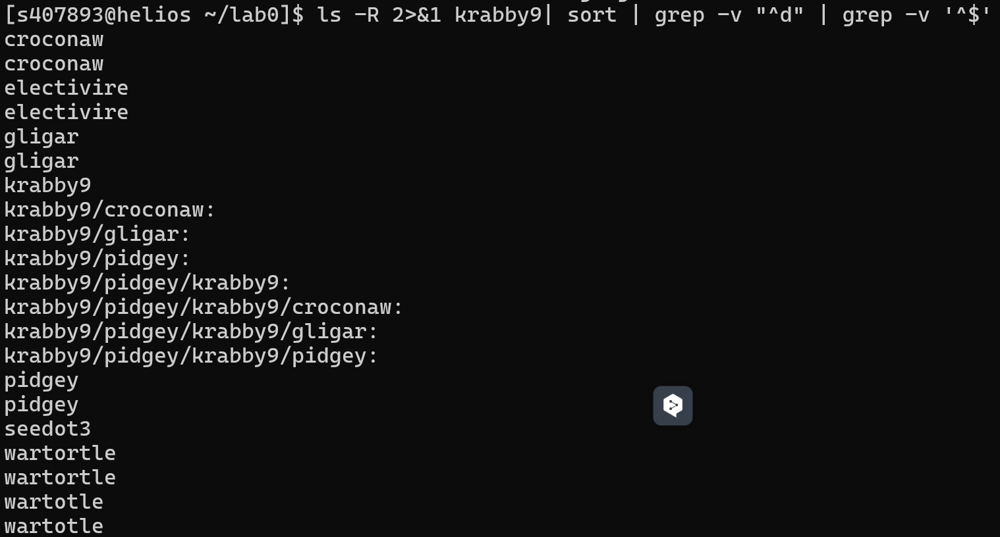 [s407893@helios ~/lab0]$ ls -R 2>&1 krabby9| sort | grep -v "^d" | grep -v '^$'
croconaw
croconaw
electivire
electivire
gligar
gligar
krabby9
krabby9/croconaw:
krabby9/gligar:
krabby9/pidgey:
krabby9/pidgey/krabby9:
krabby9/pidgey/krabby9/croconaw:
krabby9/pidgey/krabby9/gligar:
krabby9/pidgey/krabby9/pidgey:
pidgey
pidgey
seedot3
wartortle
wartortle
wartotle
wartotle